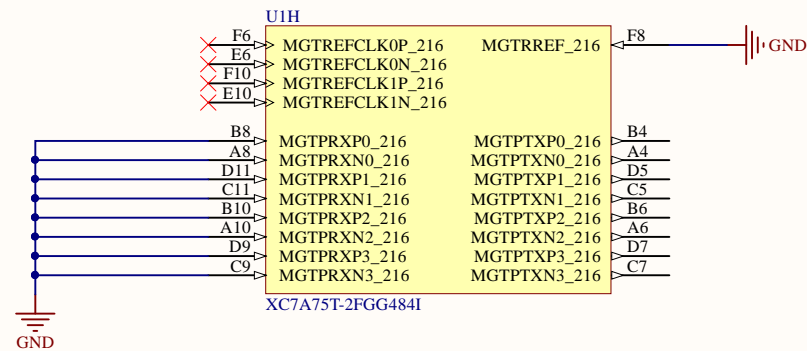 U1H
F6 MGTREFCLK0P_216 MGTRREF_216 F8 GND
E6 MGTREFCLK0N_216
F10 MGTREFCLK1P_216
E10 MGTREFCLK1N_216
B8 MGTPRXP0_216 MGTPTXP0_216 B4
A8 MGTPRXN0_216 MGTPTXN0_216 A4
D11 MGTPRXP1_216 MGTPTXP1_216 D5
C11 MGTPRXN1_216 MGTPTXN1_216 C5
B10 MGTPRXP2_216 MGTPTXP2_216 B6
A10 MGTPRXN2_216 MGTPTXN2_216 A6
D9 MGTPRXP3_216 MGTPTXP3_216 D7
C9 MGTPRXN3_216 MGTPTXN3_216 C7
XC7A75T-2FGG484I
GND